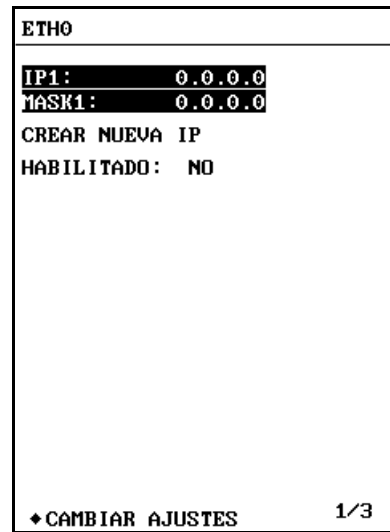 ETH0
IP1: 0.0.0.0
MASK1: 0.0.0.0
CREAR NUEVA IP
HABILITADO: NO
◆CAMBIAR AJUSTES 1/3